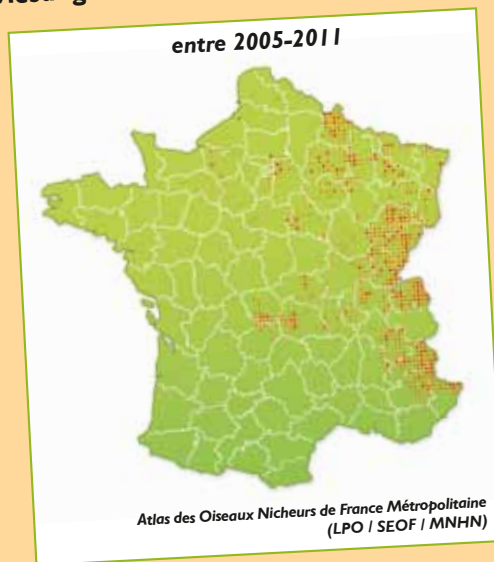 entre 2005-2011
Atlas des Oiseaux Nicheurs de France Métropolitaine
(LPO / SEOF / MNHN)